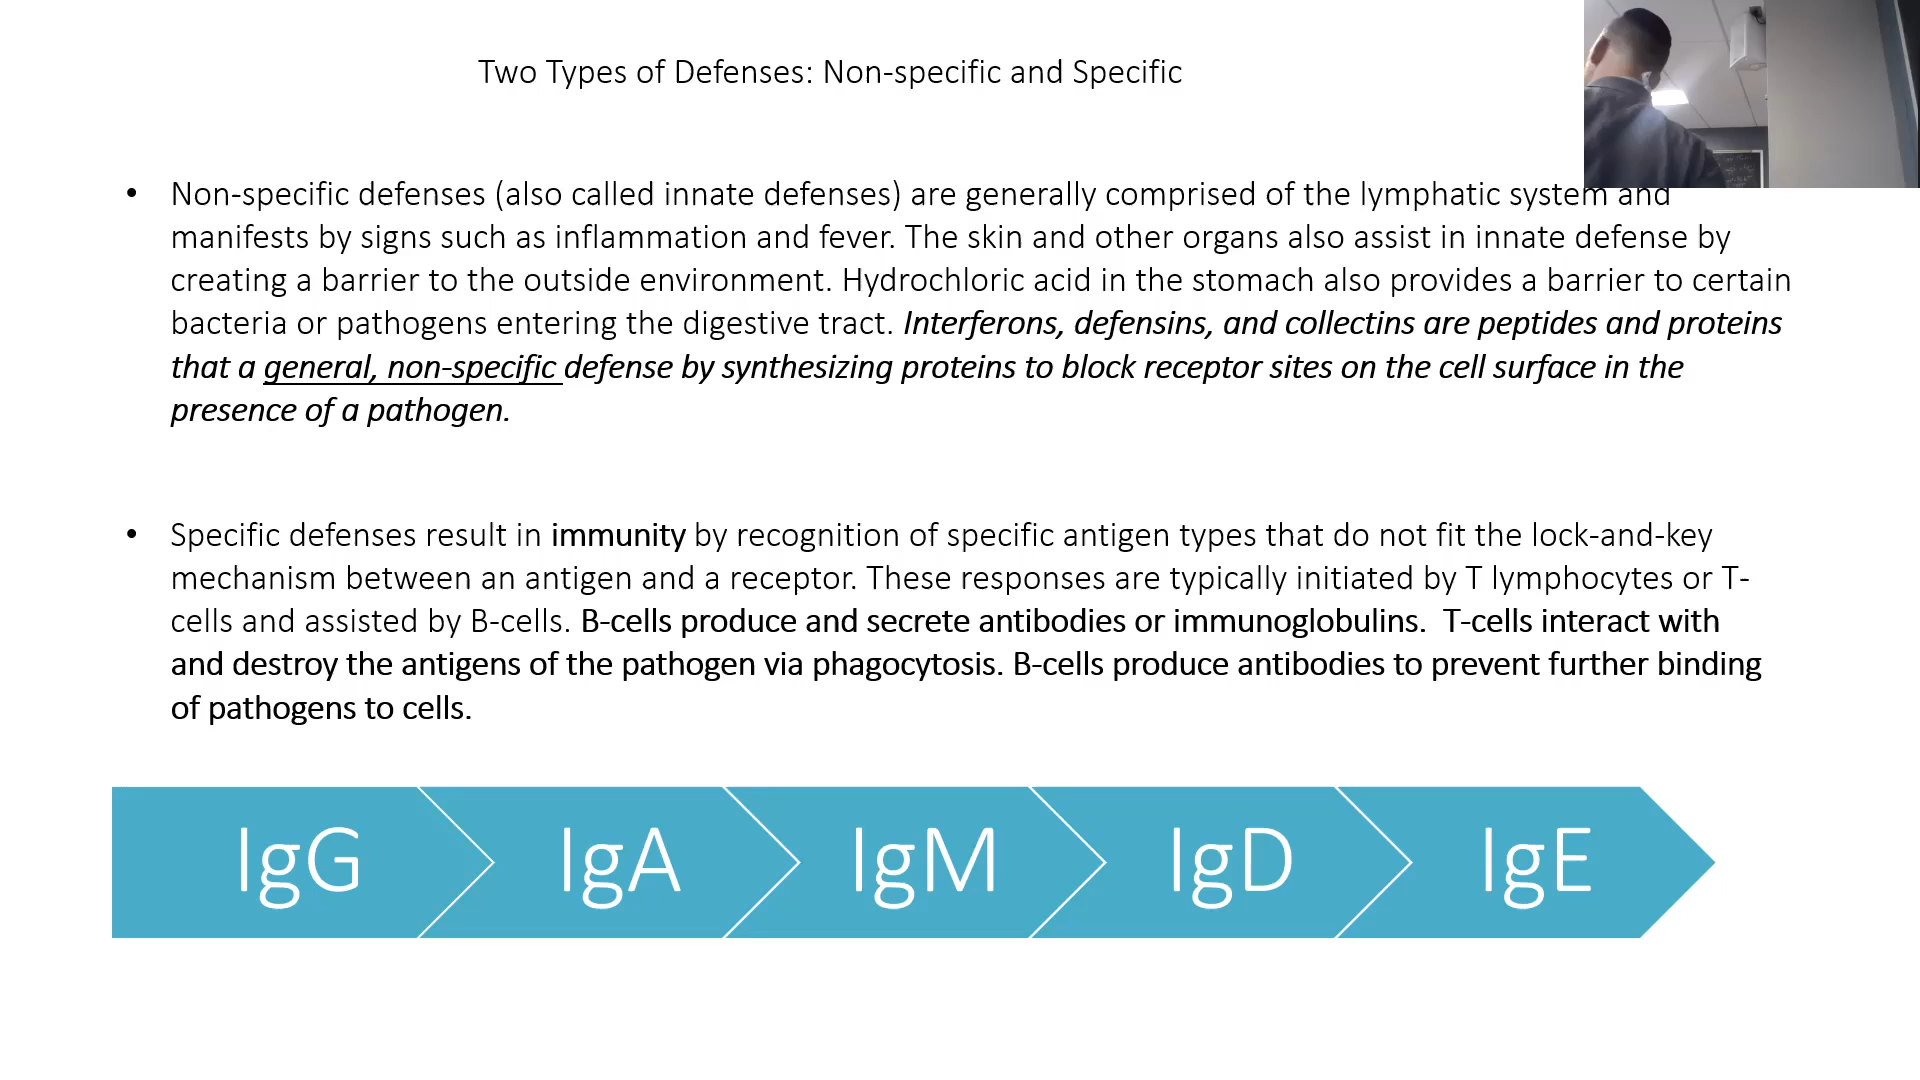 Two Types of Defenses: Non-specific and Specific
• Non-specific defenses (also called innate defenses) are generally comprised of the lymphatic system and
manifests by signs such as inflammation and fever. The skin and other organs also assist in innate defense by
creating a barrier to the outside environment. Hydrochloric acid in the stomach also provides a barrier to certain
bacteria or pathogens entering the digestive tract. Interferons, defensins, and collectins are peptides and proteins
that a general, non-specific defense by synthesizing proteins to block receptor sites on the cell surface in the
presence of a pathogen.
• Specific defenses result in immunity by recognition of specific antigen types that do not fit the lock-and-key
mechanism between an antigen and a receptor. These responses are typically initiated by T lymphocytes or T-
cells and assisted by B-cells. B-cells produce and secrete antibodies or immunoglobulins. T-cells interact with
and destroy the antigens of the pathogen via phagocytosis. B-cells produce antibodies to prevent further binding
of pathogens to cells.
IgG IgA IgM IgD IgE